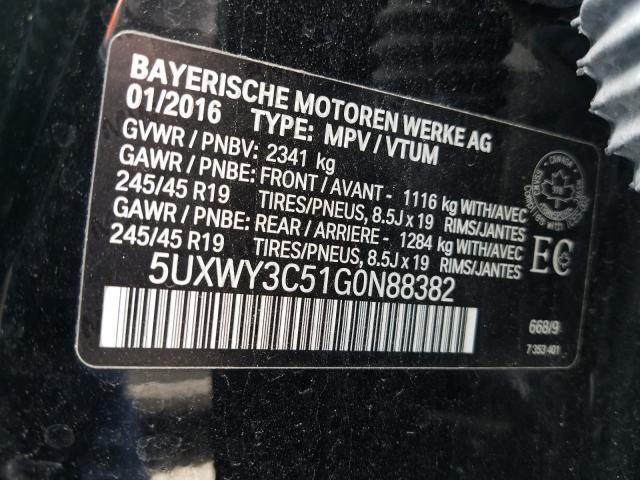 BAYERISCHE MOTOREN WERKE AG
01/2016 TYPE: MPV / VTUM
GVWR / PNBV: 2341 kg
GAWR / PNBE: FRONT / AVANT - 1116 kg WITH/AVEC
245/45 R19 TIRES/PNEUS, 8.5J x 19 RIMS/JANTES
GAWR / PNBE: REAR / ARRIERE - 1284 kg WITH/AVEC
245/45 R19 TIRES/PNEUS, 8.5J x 19 RIMS/JANTES
CANADA
EC
5UXWY3C51G0N88382
668/9
7 353 401